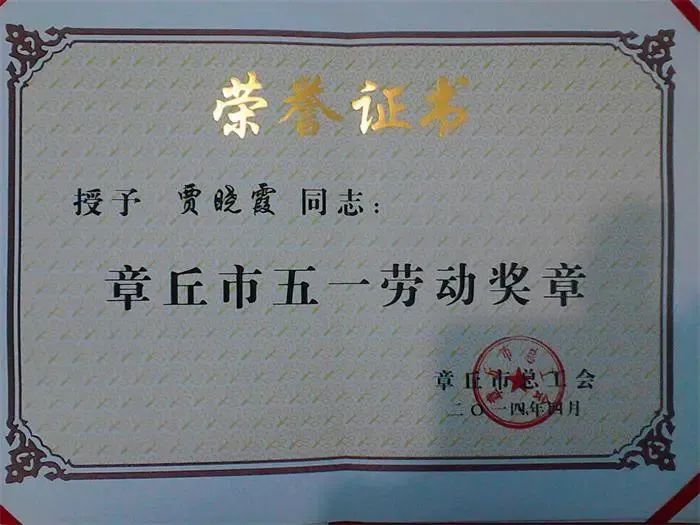 荣誉证书
授予 贾晓霞 同志：
章丘市五一劳动奖章
章丘市总工会
二〇一四年四月